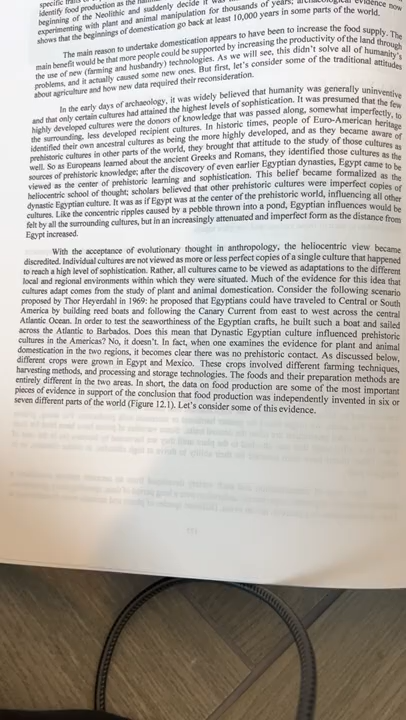 specific
identify food production as the
beginning of the Neolithic and suddenly decide it was
experimenting with plant and animal manipulation for thousands of years; evidence now
shows that the beginnings of domestication go back at least 10,000 years in some parts of the world.
The main reason to undertake domestication appears to have been to increase the food supply. The
main benefit would be that more people could be supported by increasing the productivity of the land through
the use of new (farming and husbandry) technologies. As we will see, this didn't solve all of humanity's
problems, and it actually caused some new ones. But first, let's consider some of the traditional attitudes
about agriculture and how new data required their reconsideration.
In the early days of archaeology, it was widely believed that humanity was generally uninventive
and that only certain cultures had attained the highest levels of sophistication. It was presumed that the few
highly developed cultures were the donors of knowledge that was passed along, somewhat imperfectly, to
the surrounding, less developed recipient cultures. In historic times, people of Euro-American heritage
identified their own ancestral cultures as being the more highly developed, and as they became aware of
prehistoric cultures in other parts of the world, they brought that attitude to the study of those cultures as
well. So as Europeans learned about the ancient Greeks and Romans, they identified those cultures as the
sources of prehistoric knowledge; after the discovery of even earlier Egyptian dynasties, Egypt came to be
viewed as the center of prehistoric learning and sophistication. This belief became formalized as the
heliocentric school of thought; scholars believed that other prehistoric cultures were imperfect copies of
dynastic Egyptian culture. It was as if Egypt was at the center of the prehistoric world, influencing all other
cultures. Like the concentric ripples caused by a pebble thrown into a pond, Egyptian influences would be
felt by all the surrounding cultures, but in an increasingly attenuated and imperfect form as the distance from
Egypt increased.
With the acceptance of evolutionary thought in anthropology, the heliocentric view became
discredited. Individual cultures are not viewed as more or less perfect copies of a single culture that happened
to reach a high level of sophistication. Rather, all cultures came to be viewed as adaptations to the different
local and regional environments within which they were situated. Much of the evidence for this idea that
cultures adapt comes from the study of plant and animal domestication. Consider the following scenario
proposed by Thor Heyerdahl in 1969: he proposed that Egyptians could have traveled to Central or South
America by building reed boats and following the Canary Current from east to west across the central
Atlantic Ocean. In order to test the seaworthiness of the Egyptian crafts, he built such a boat and sailed
across the Atlantic to Barbados. Does this mean that Dynastic Egyptian culture influenced prehistoric
cultures in the Americas? No, it doesn't. In fact, when one examines the evidence for plant and animal
domestication in the two regions, it becomes clear there was no prehistoric contact. As discussed below,
different crops were grown in Egypt and Mexico. These crops involved different farming techniques,
harvesting methods, and processing and storage technologies. The foods and their preparation methods are
entirely different in the two areas. In short, the data on food production are some of the most important
pieces of evidence in support of the conclusion that food production was independently invented in six or
seven different parts of the world (Figure 12.1). Let's consider some of this evidence.